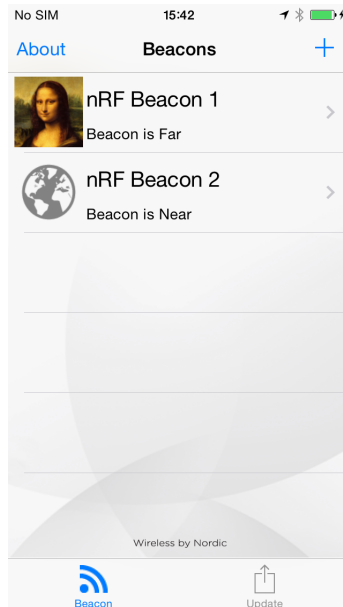 No SIM 15:42
About Beacons +
nRF Beacon 1
Beacon is Far
nRF Beacon 2
Beacon is Near
Wireless by Nordic
Beacon Update